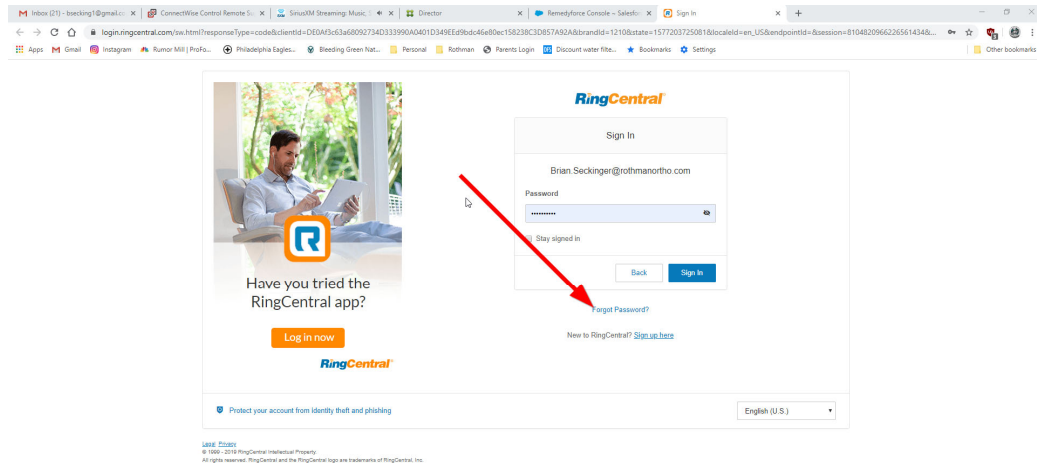 Inbox (21) - bsecking1@gmail.co
ConnectWise Control Remote Su
SiriusXM Streaming: Music, S
Director
Remedyforce Console ~ Salesfor
Sign In
login.ringcentral.com/sw.html?responseType=code&clientId=DE0Af3c63a68092734D333990A0401D349EEd9bdc46e80ec158238C3D857A92A&brandId=1210&state=1577203725081&localeId=en_US&endpointId=&session=8104820966226561434&...
Apps
Gmail
Instagram
Rumor Mill | ProFo...
Philadelphia Eagles...
Bleeding Green Nat...
Personal
Rothman
Parents Login
Discount water filte...
Bookmarks
Settings
Other bookmarks
Have you tried the
RingCentral app?
Log in now
RingCentral
RingCentral
Sign In
Brian.Seckinger@rothmanortho.com
Password
Stay signed in
Back
Sign In
Forgot Password?
New to RingCentral? Sign up here
Protect your account from identity theft and phishing
English (U.S.)
Legal Privacy
© 1999 - 2019 RingCentral Intellectual Property.
All rights reserved. RingCentral and the RingCentral logo are trademarks of RingCentral, Inc.